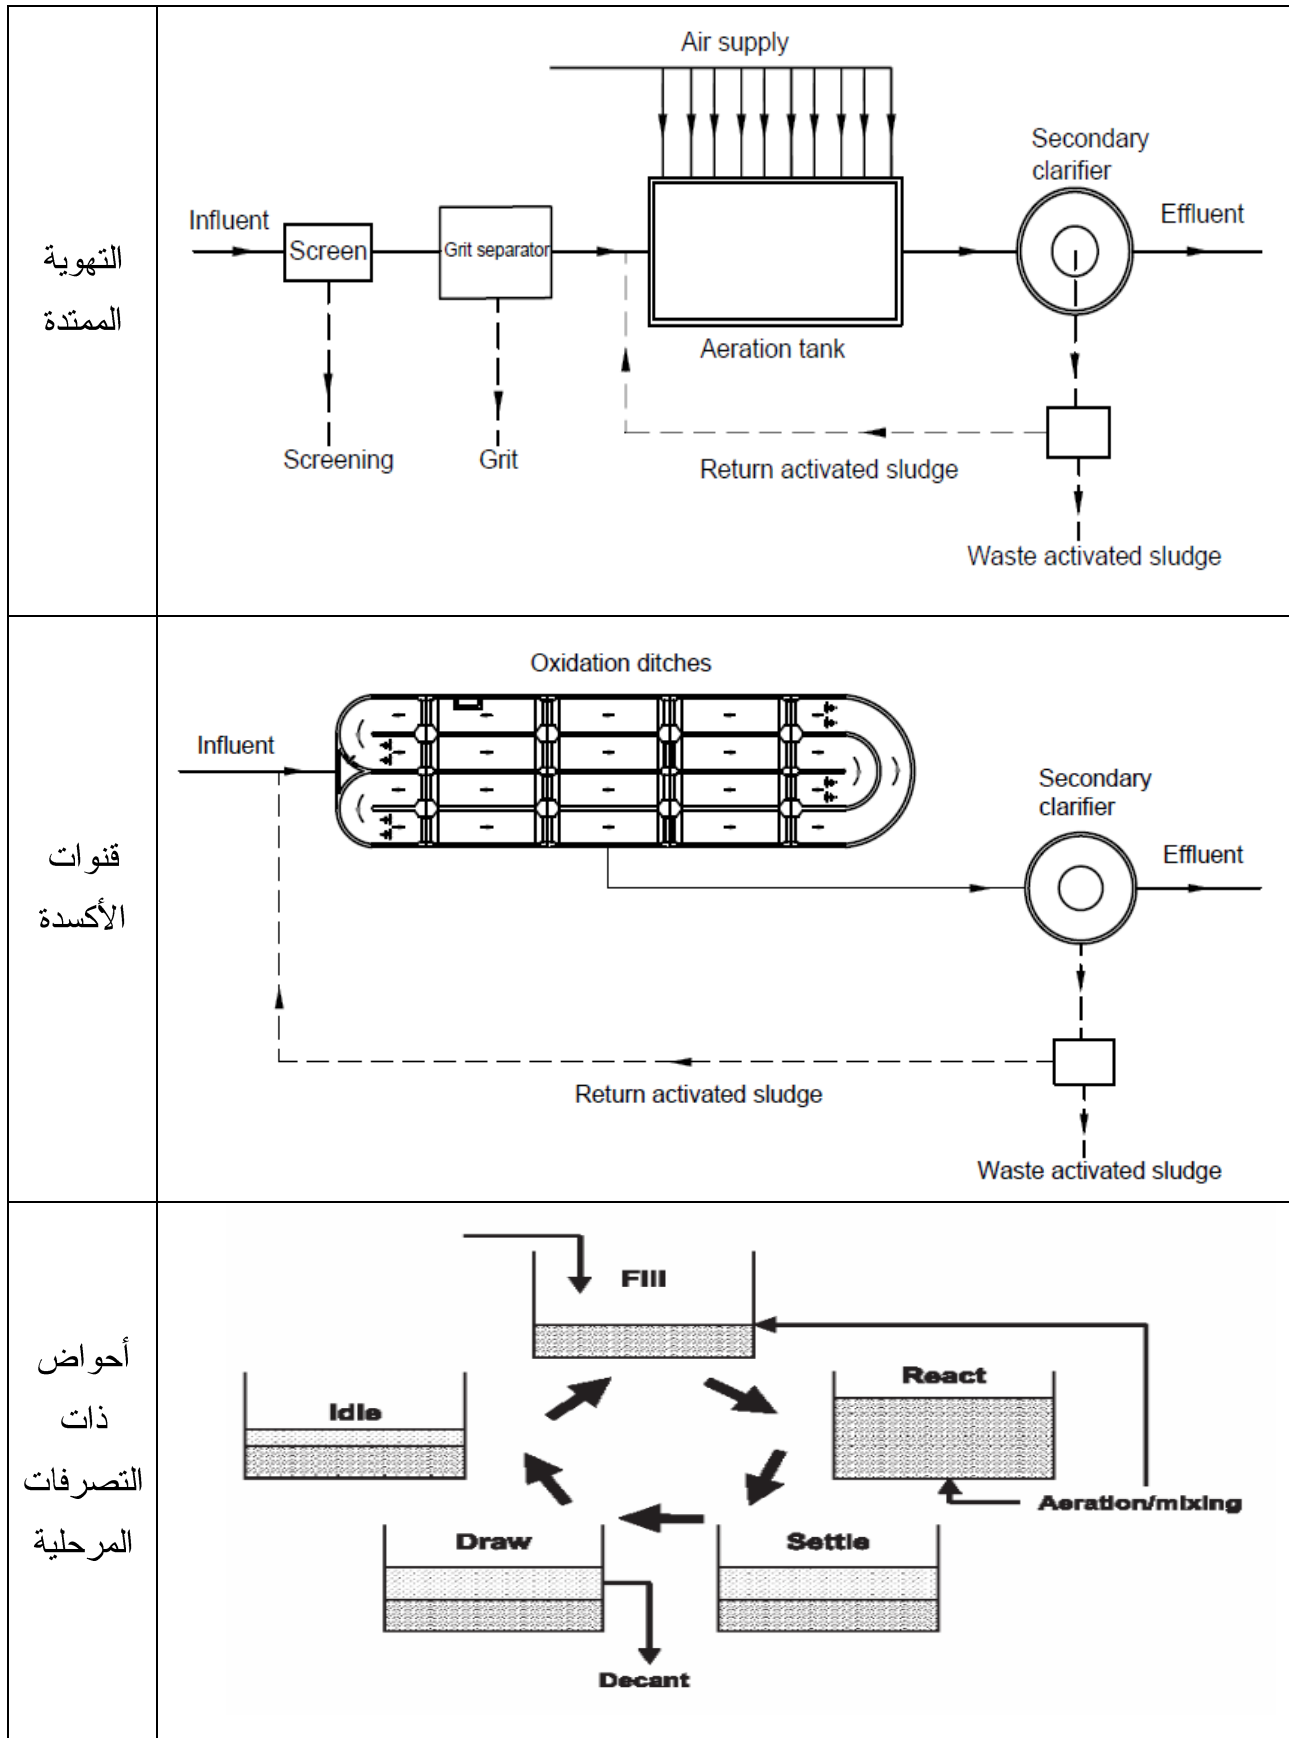 التهوية
الممتدة
Air supply
Secondary
clarifier
Influent
Effluent
Screen
Grit separator
Aeration tank
Screening
Grit
Return activated sludge
Waste activated sludge
قنوات
الأكسدة
Oxidation ditches
Influent
Secondary
clarifier
Effluent
Return activated sludge
Waste activated sludge
أحواض
ذات
التصرفات
المرحلية
Fill
React
Idle
Aeration/mixing
Draw
Settle
Decant